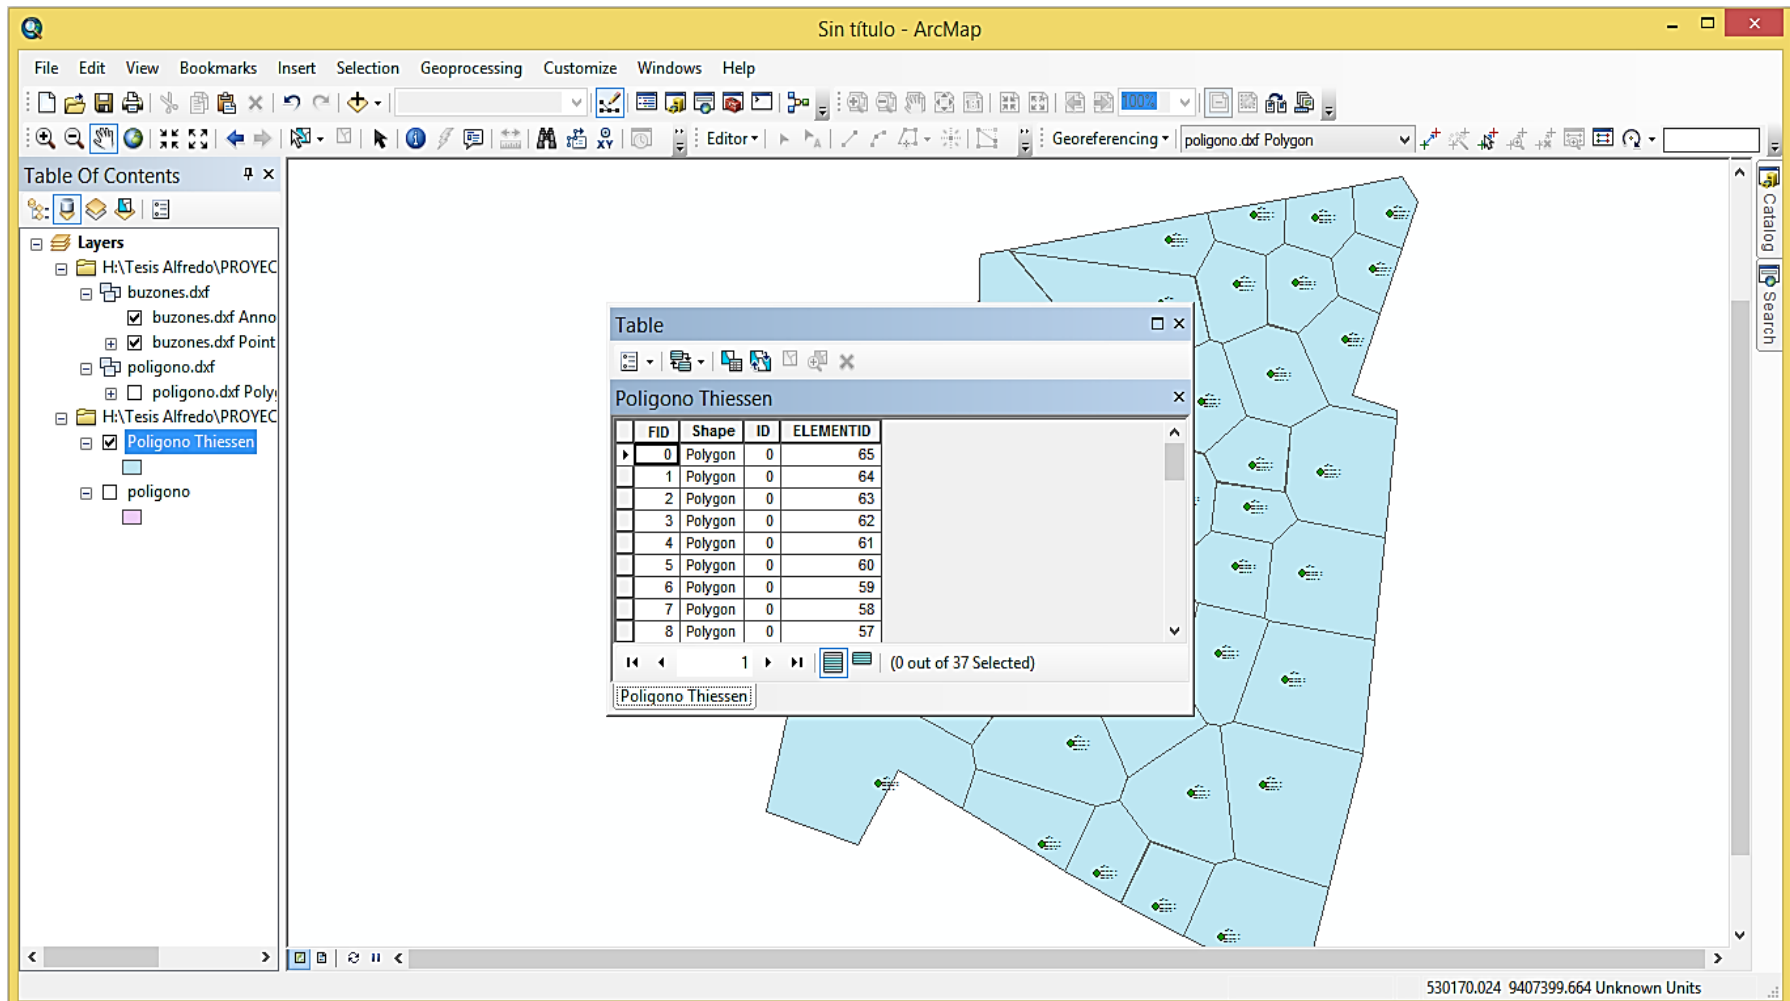 Sin título - ArcMap
File Edit View Bookmarks Insert Selection Geoprocessing Customize Windows Help
100%
Editor Georeferencing poligono.dxf Polygon
Table Of Contents
Layers
H:\Tesis Alfredo\PROYEC
buzones.dxf
buzones.dxf Anno
buzones.dxf Point
poligono.dxf
poligono.dxf Poly
H:\Tesis Alfredo\PROYEC
Poligono Thiessen
poligono
Table
Poligono Thiessen
FID Shape ID ELEMENTID
0 Polygon 0 65
1 Polygon 0 64
2 Polygon 0 63
3 Polygon 0 62
4 Polygon 0 61
5 Polygon 0 60
6 Polygon 0 59
7 Polygon 0 58
8 Polygon 0 57
1 (0 out of 37 Selected)
Poligono Thiessen
Catalog
Search
530170.024 9407399.664 Unknown Units